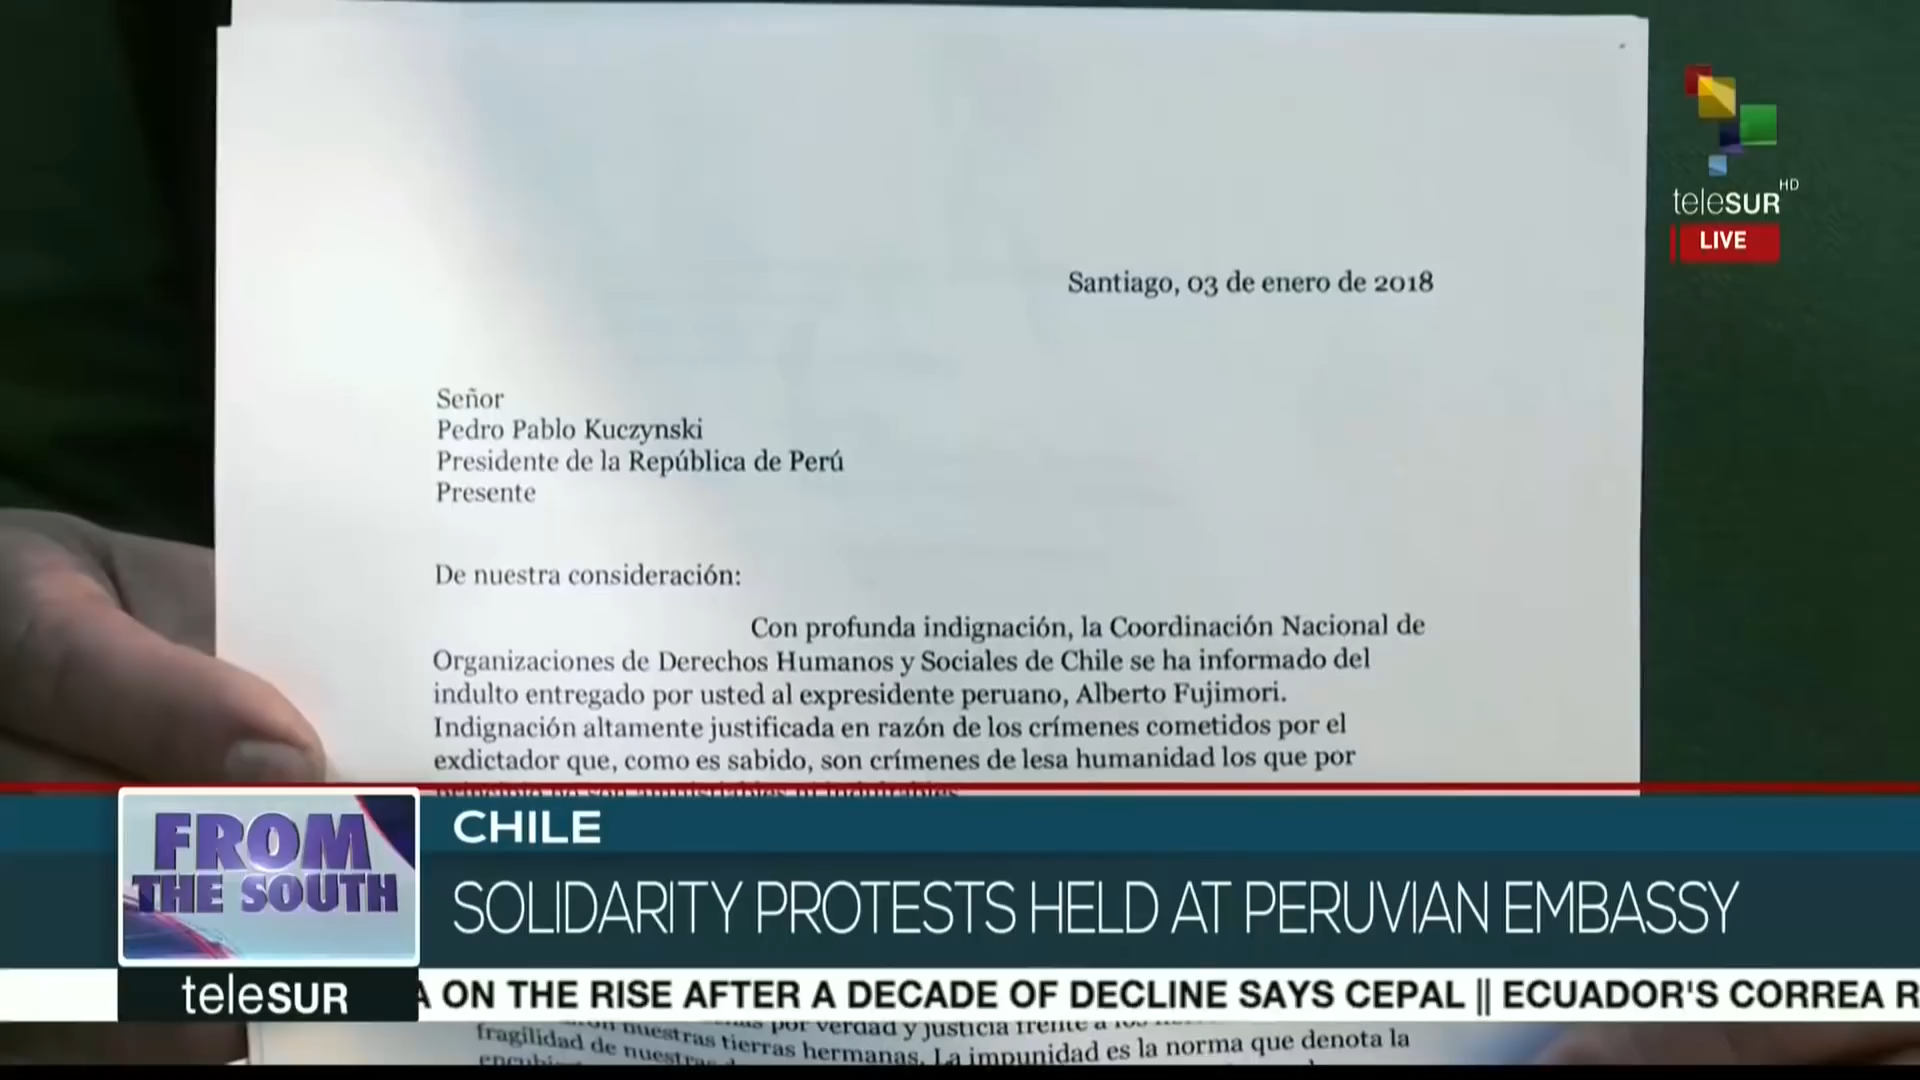 Santiago, 03 de enero de 2018
Señor
Pedro Pablo Kuczynski
Presidente de la República de Perú
Presente
De nuestra consideración:
Con profunda indignación, la Coordinación Nacional de
Organizaciones de Derechos Humanos y Sociales de Chile se ha informado del
indulto entregado por usted al expresidente peruano, Alberto Fujimori.
Indignación altamente justificada en razón de los crímenes cometidos por el
exdictador que, como es sabido, son crímenes de lesa humanidad los que por
teleSUR HD
LIVE
FROM
THE SOUTH
CHILE
SOLIDARITY PROTESTS HELD AT PERUVIAN EMBASSY
teleSUR
A ON THE RISE AFTER A DECADE OF DECLINE SAYS CEPAL || ECUADOR'S CORREA R
nuestras por verdad y justicia frente a
fragilidad de nuestras tierras hermanas. La impunidad es la norma que denota la